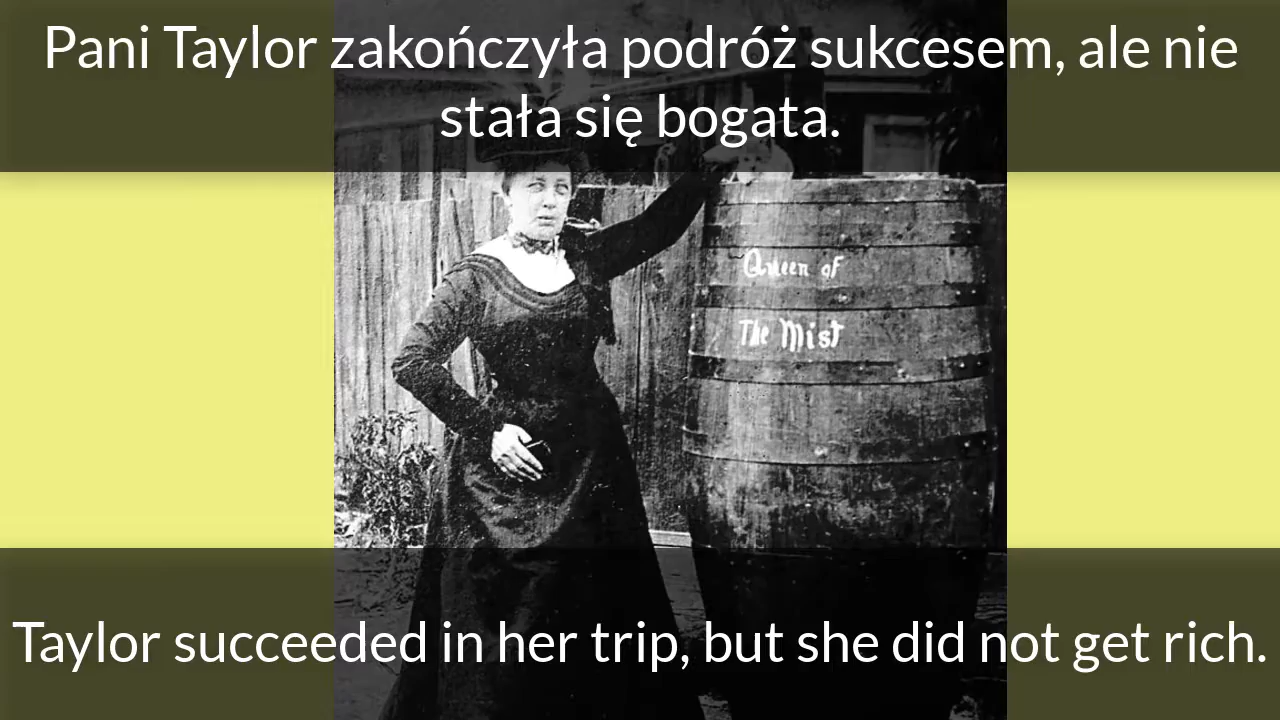 Pani Taylor zakończyła podróż sukcesem, ale nie
stała się bogata.
Queen of
The Mist
Taylor succeeded in her trip, but she did not get rich.